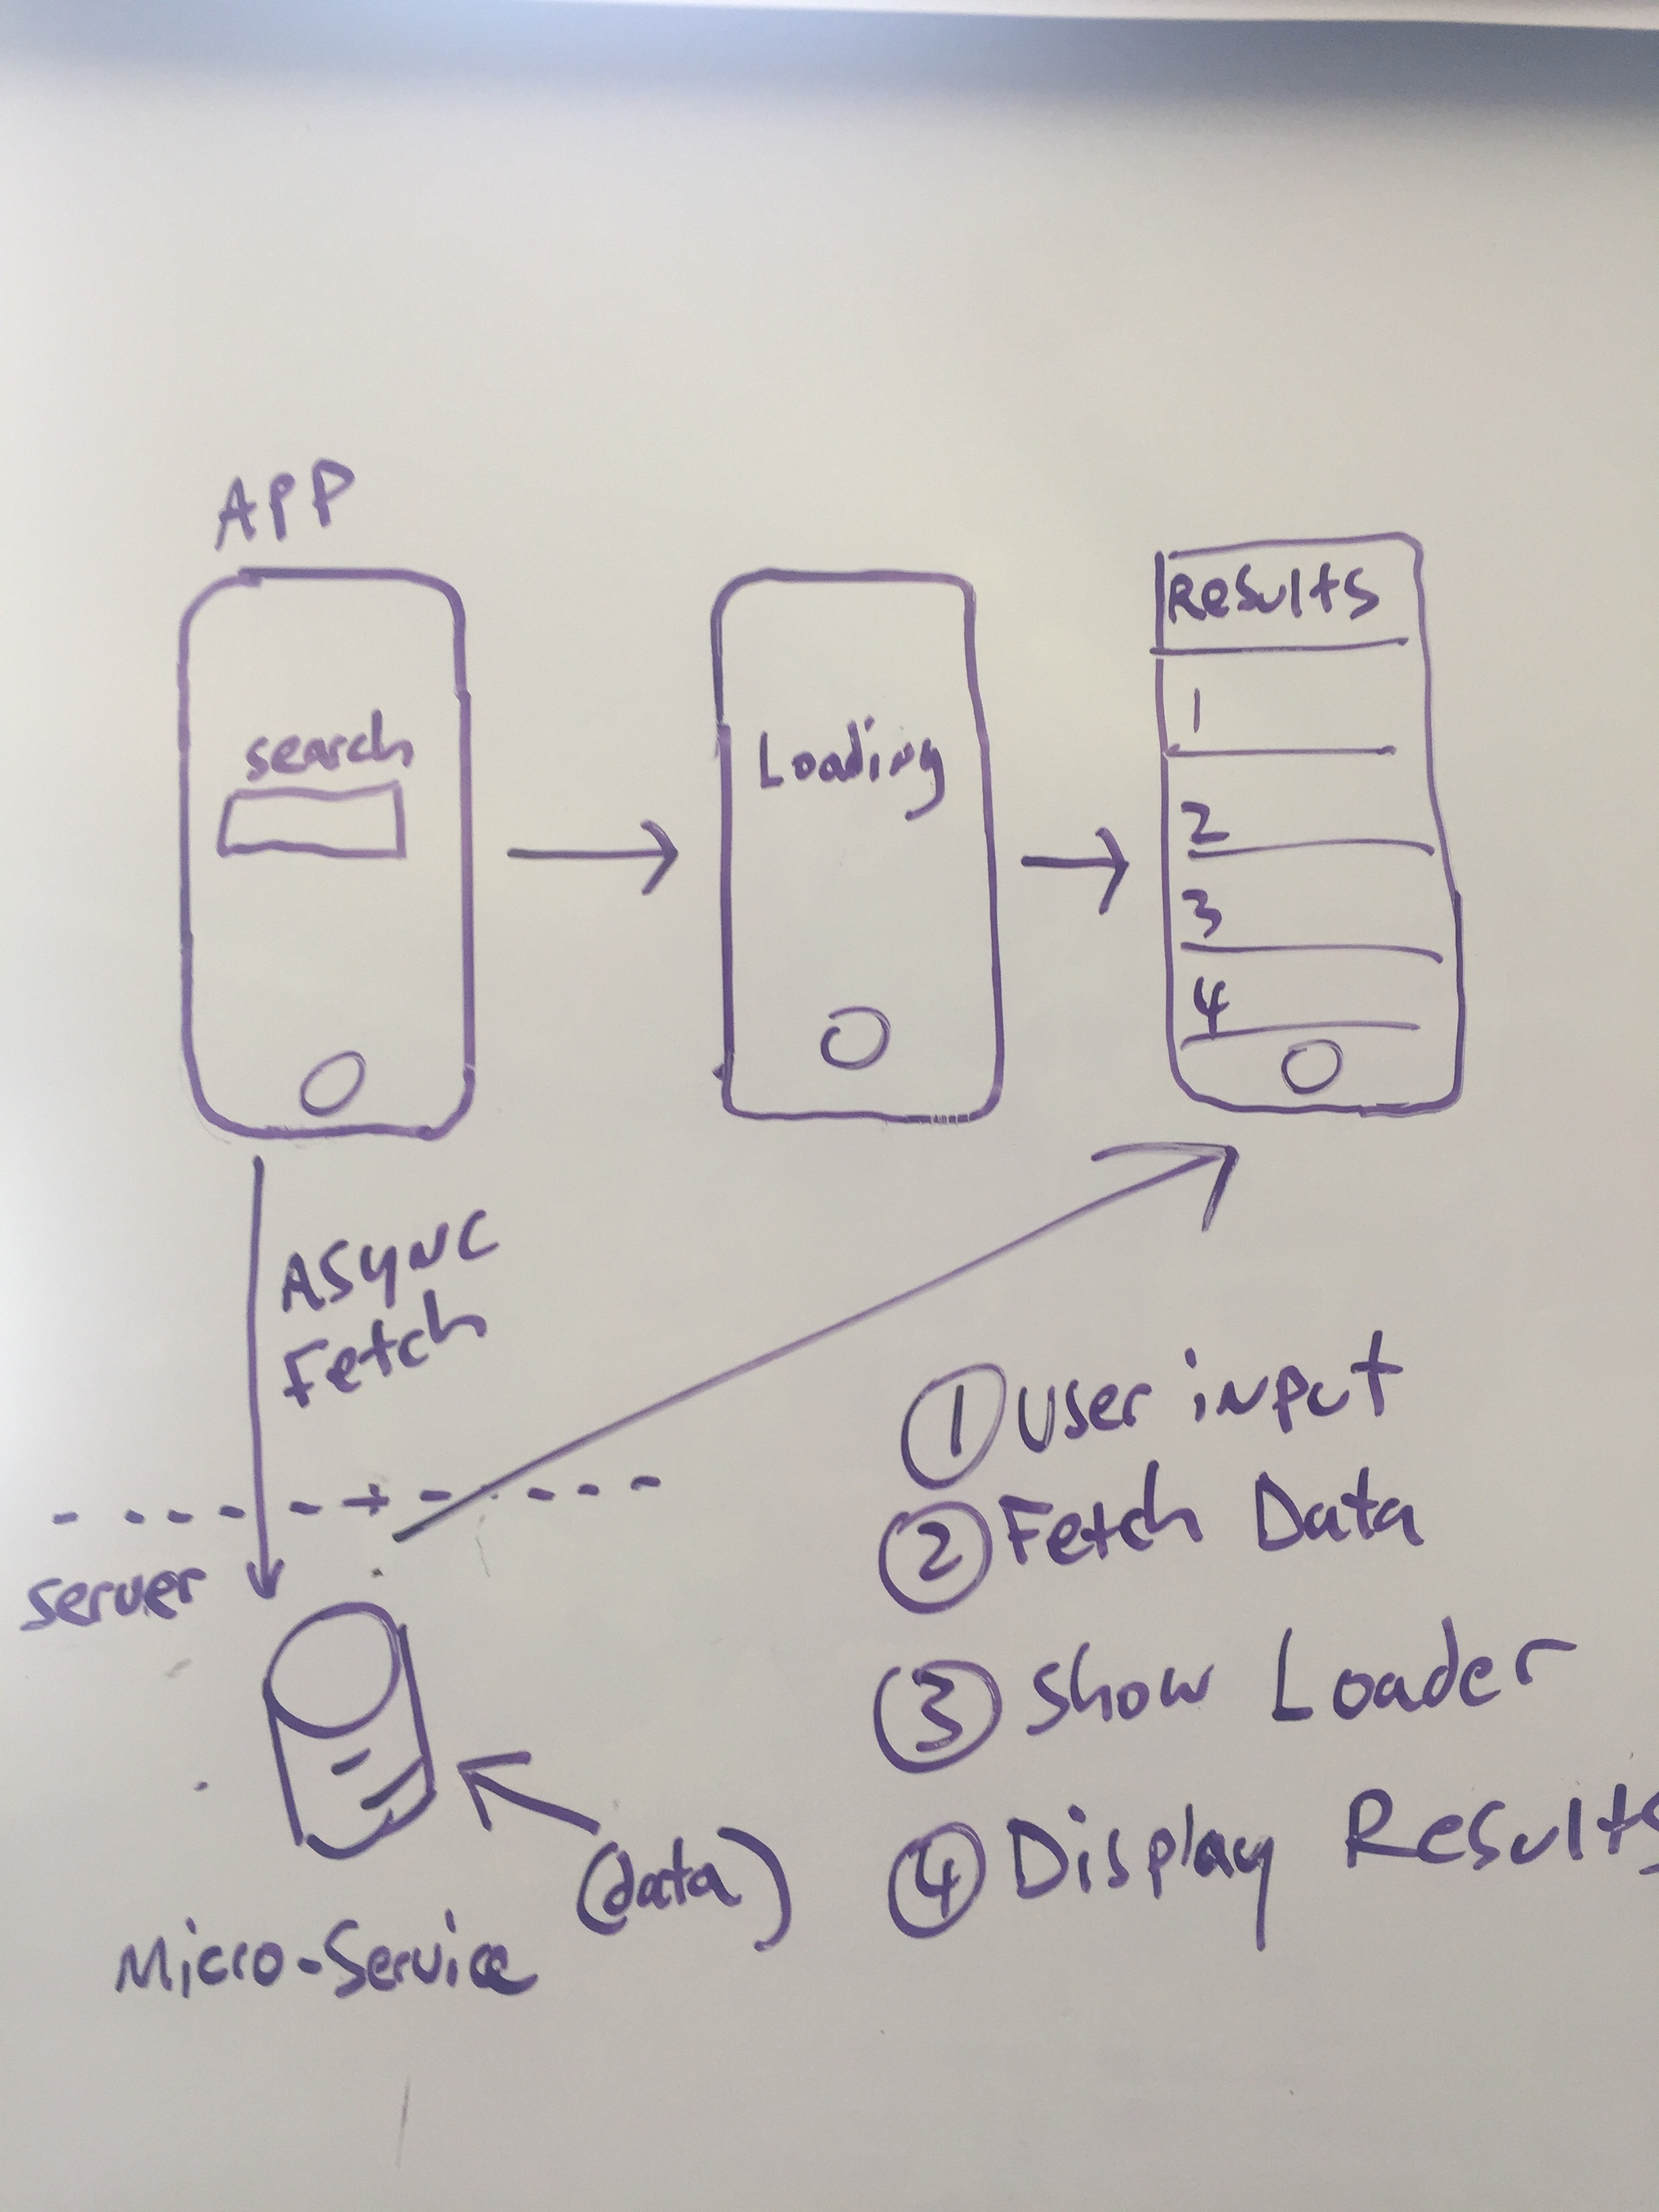 APP
search
Loading
Results
1
2
3
4
ASYNC
Fetch
server
Micro-Service
(data)
1 User input
2 Fetch Data
3 Show Loader
4 Display Results